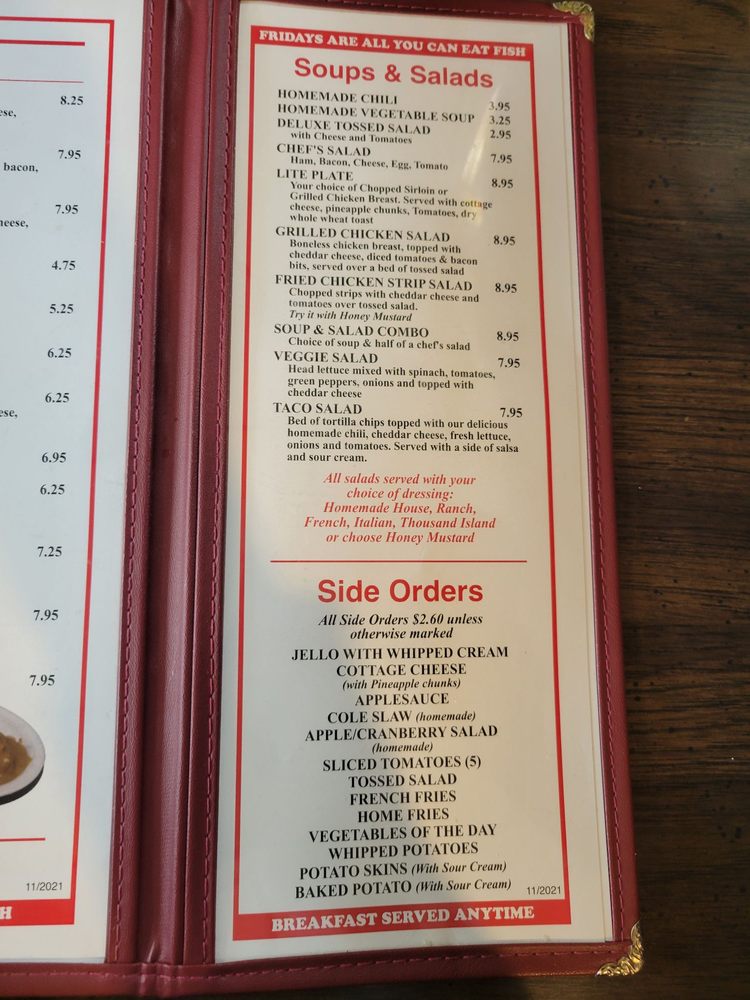 8.25
ese,
7.95
bacon,
7.95
heese,
4.75
5.25
6.25
6.25
ese,
6.95
6.25
7.25
7.95
7.95
11/2021
H
FRIDAYS ARE ALL YOU CAN EAT FISH
Soups & Salads
HOMEMADE CHILI 3.95
HOMEMADE VEGETABLE SOUP 3.25
DELUXE TOSSED SALAD 2.95
with Cheese and Tomatoes
CHEF'S SALAD 7.95
Ham, Bacon, Cheese, Egg, Tomato
LITE PLATE 8.95
Your choice of Chopped Sirloin or
Grilled Chicken Breast. Served with cottage
cheese, pineapple chunks, Tomatoes, dry
whole wheat toast
GRILLED CHICKEN SALAD 8.95
Boneless chicken breast, topped with
cheddar cheese, diced tomatoes & bacon
bits, served over a bed of tossed salad
FRIED CHICKEN STRIP SALAD 8.95
Chopped strips with cheddar cheese and
tomatoes over tossed salad.
Try it with Honey Mustard
SOUP & SALAD COMBO 8.95
Choice of soup & half of a chef's salad
VEGGIE SALAD 7.95
Head lettuce mixed with spinach, tomatoes,
green peppers, onions and topped with
cheddar cheese
TACO SALAD 7.95
Bed of tortilla chips topped with our delicious
homemade chili, cheddar cheese, fresh lettuce,
onions and tomatoes. Served with a side of salsa
and sour cream.
All salads served with your
choice of dressing:
Homemade House, Ranch,
French, Italian, Thousand Island
or choose Honey Mustard
Side Orders
All Side Orders $2.60 unless
otherwise marked
JELLO WITH WHIPPED CREAM
COTTAGE CHEESE
(with Pineapple chunks)
APPLESAUCE
COLE SLAW (homemade)
APPLE/CRANBERRY SALAD
(homemade)
SLICED TOMATOES (5)
TOSSED SALAD
FRENCH FRIES
HOME FRIES
VEGETABLES OF THE DAY
WHIPPED POTATOES
POTATO SKINS (With Sour Cream)
BAKED POTATO (With Sour Cream)
11/2021
BREAKFAST SERVED ANYTIME